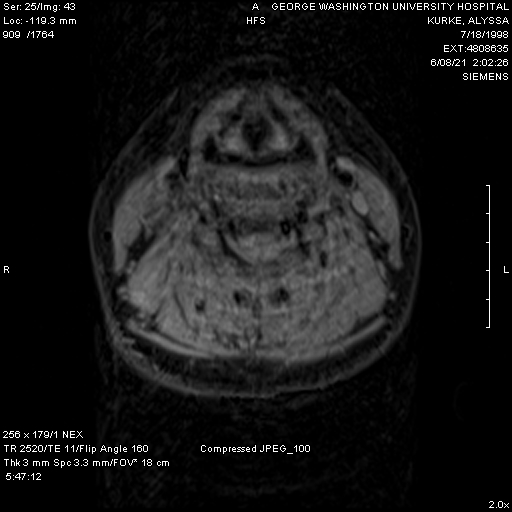 Ser: 25/Img: 43
Loc: -119.3 mm
909 /1764
A
HFS
GEORGE WASHINGTON UNIVERSITY HOSPITAL
KURKE, ALYSSA
7/18/1998
EXT:4808635
6/08/21 2:02:26
SIEMENS
R
L
256 x 179/1 NEX
TR 2520/TE 11/Flip Angle 160
Thk 3 mm Spc 3.3 mm/FOV* 18 cm
5:47:12
Compressed JPEG_100
2.0x